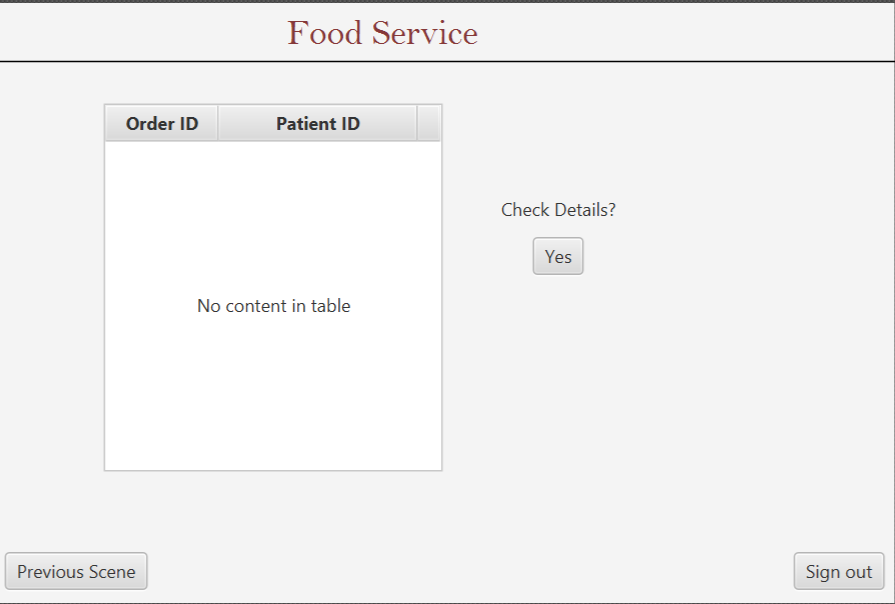 Food Service
Order ID Patient ID
Check Details?
Yes
No content in table
Previous Scene Sign out